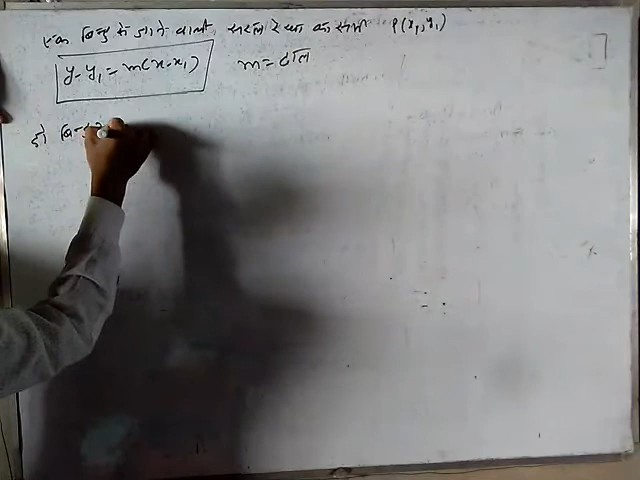 एक बिन्दु से जाने वाली सरल रेखा का समी P(x₁, y₁)
y-y₁ = m(x-x₁) m = ढाल
दो बिन्दु